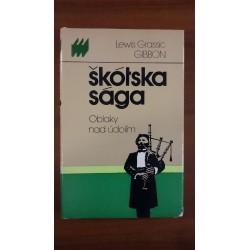 Lewis Grassic
GIBBON
škótska
sága
Oblaky
nad údolím